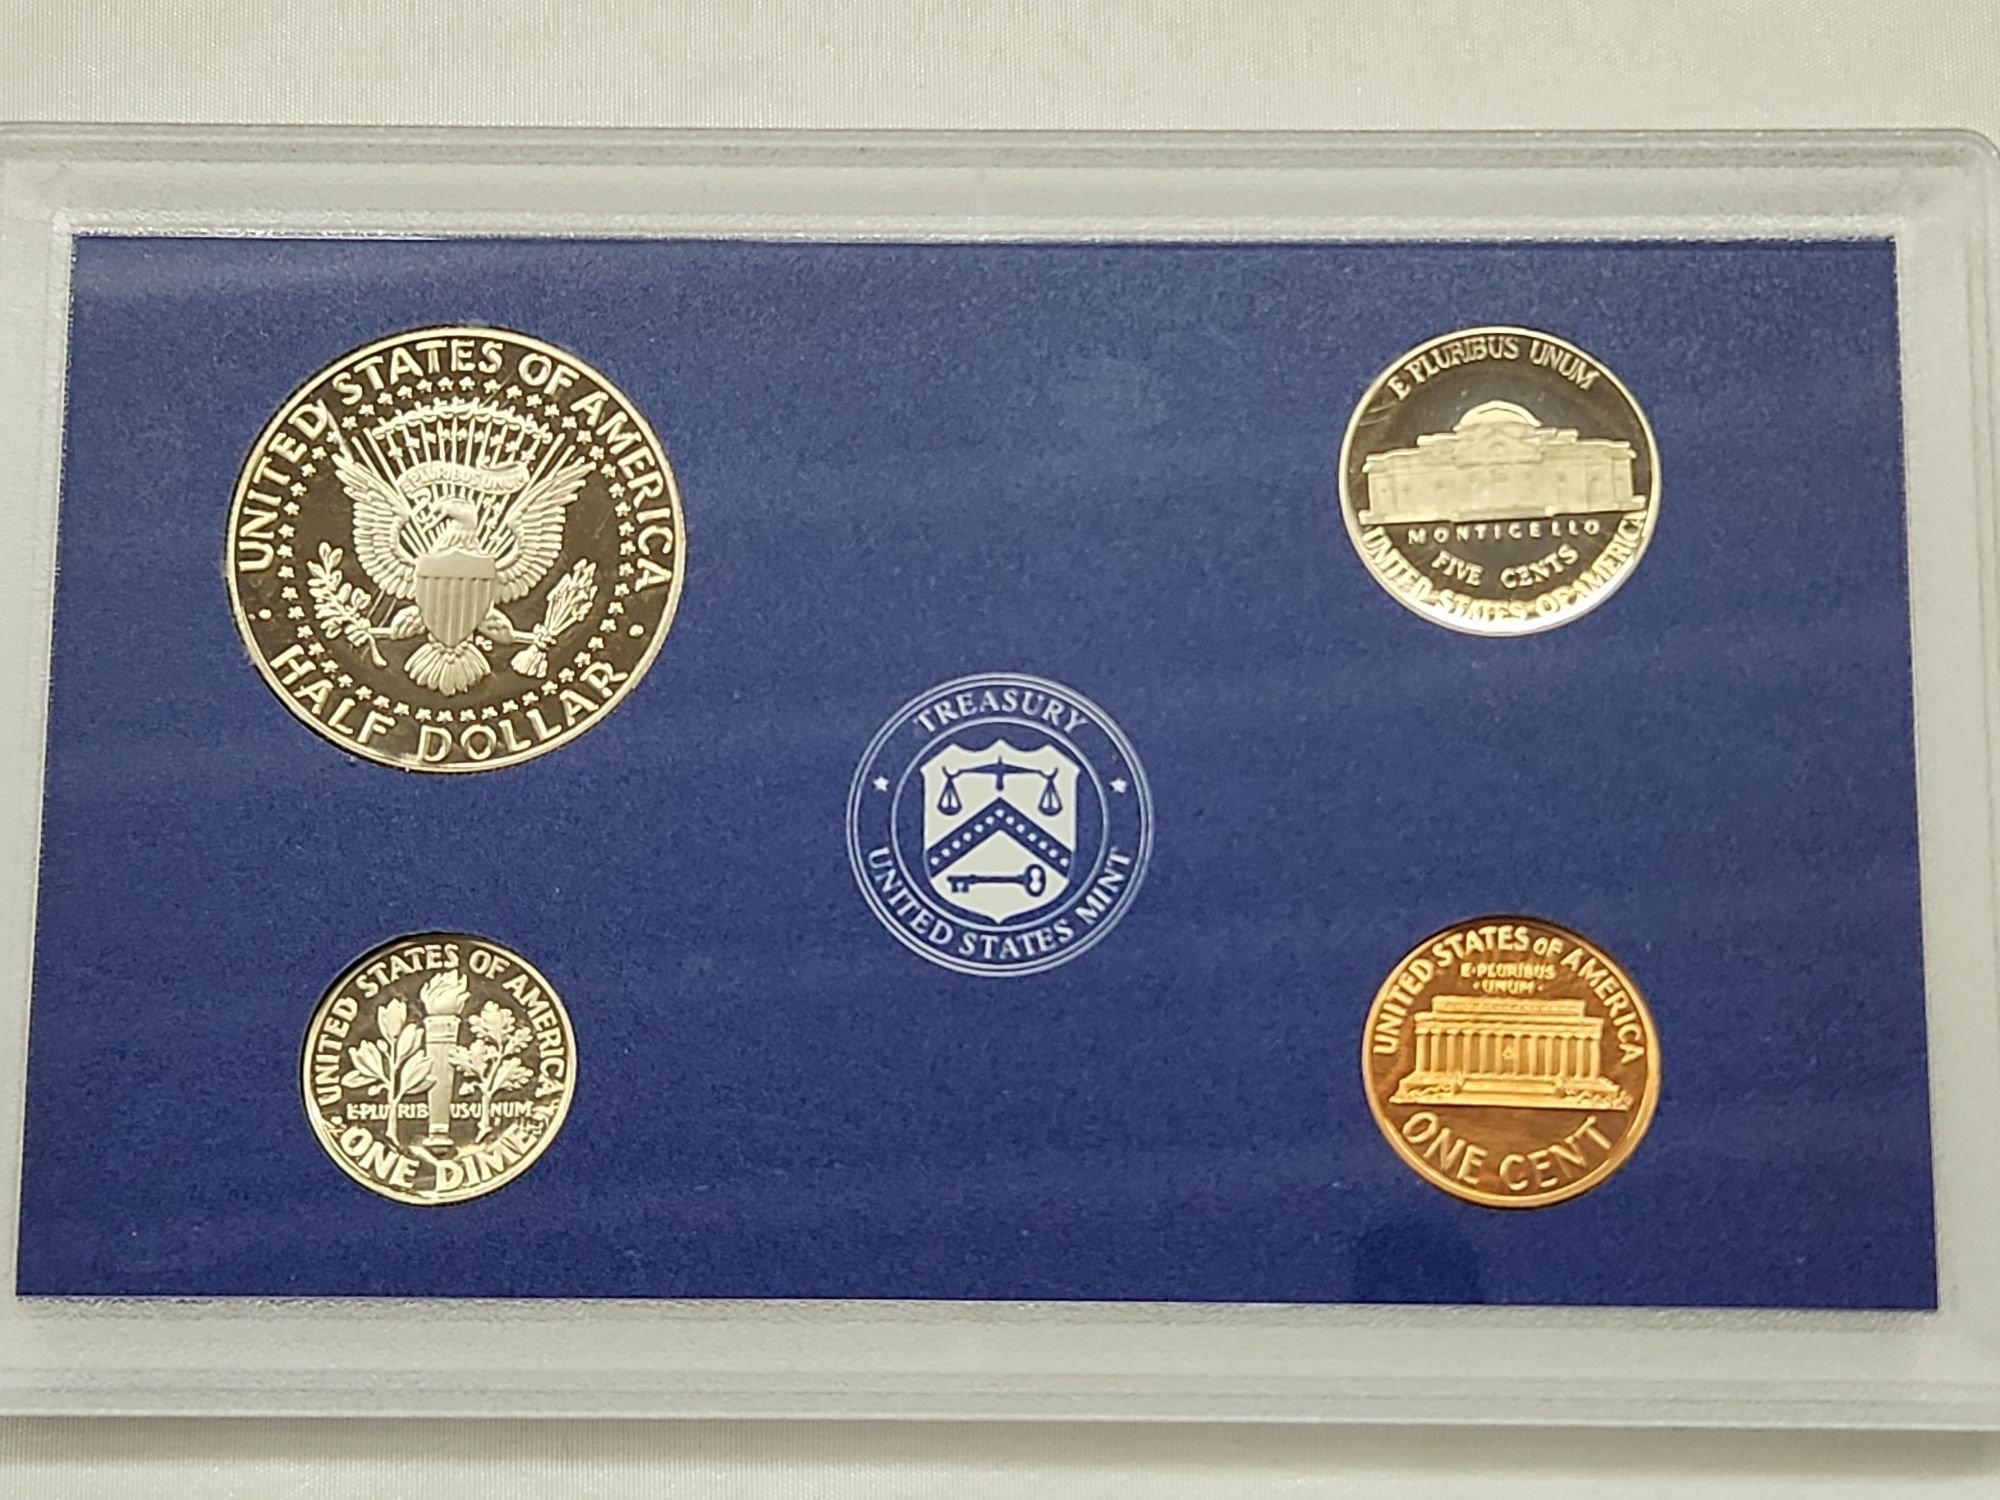 UNITED STATES OF AMERICA
E PLURIBUS UNUM
HALF DOLLAR
FG
E PLURIBUS UNUM
MONTICELLO
FIVE CENTS
UNITED STATES OF AMERICA
TREASURY
UNITED STATES MINT
UNITED STATES OF AMERICA
E·PLURIBUS·UNUM
ONE DIME
UNITED STATES OF AMERICA
E·PLURIBUS
·UNUM·
ONE CENT